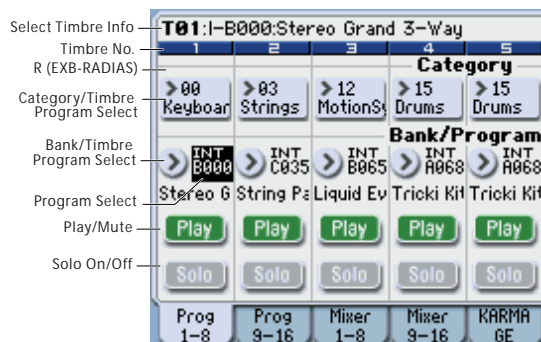 Select Timbre Info
T01:I-B000:Stereo Grand 3-Way
Timbre No.
1 2 3 4 5
R (EXB-RADIAS)
Category
Category/Timbre
Program Select
00 03 12 15 15
Keyboar Strings MotionSy Drums Drums
Bank/Program
Bank/Timbre
Program Select
INT INT INT INT INT
B000 C035 B065 A068 A068
Program Select
Stereo G String Pa Liquid Ev Tricki Kit Tricki Kit
Play/Mute
Play Play Play Play Play
Solo On/Off
Solo Solo Solo Solo Solo
Prog Prog Mixer Mixer KARMA
1-8 9-16 1-8 9-16 GE